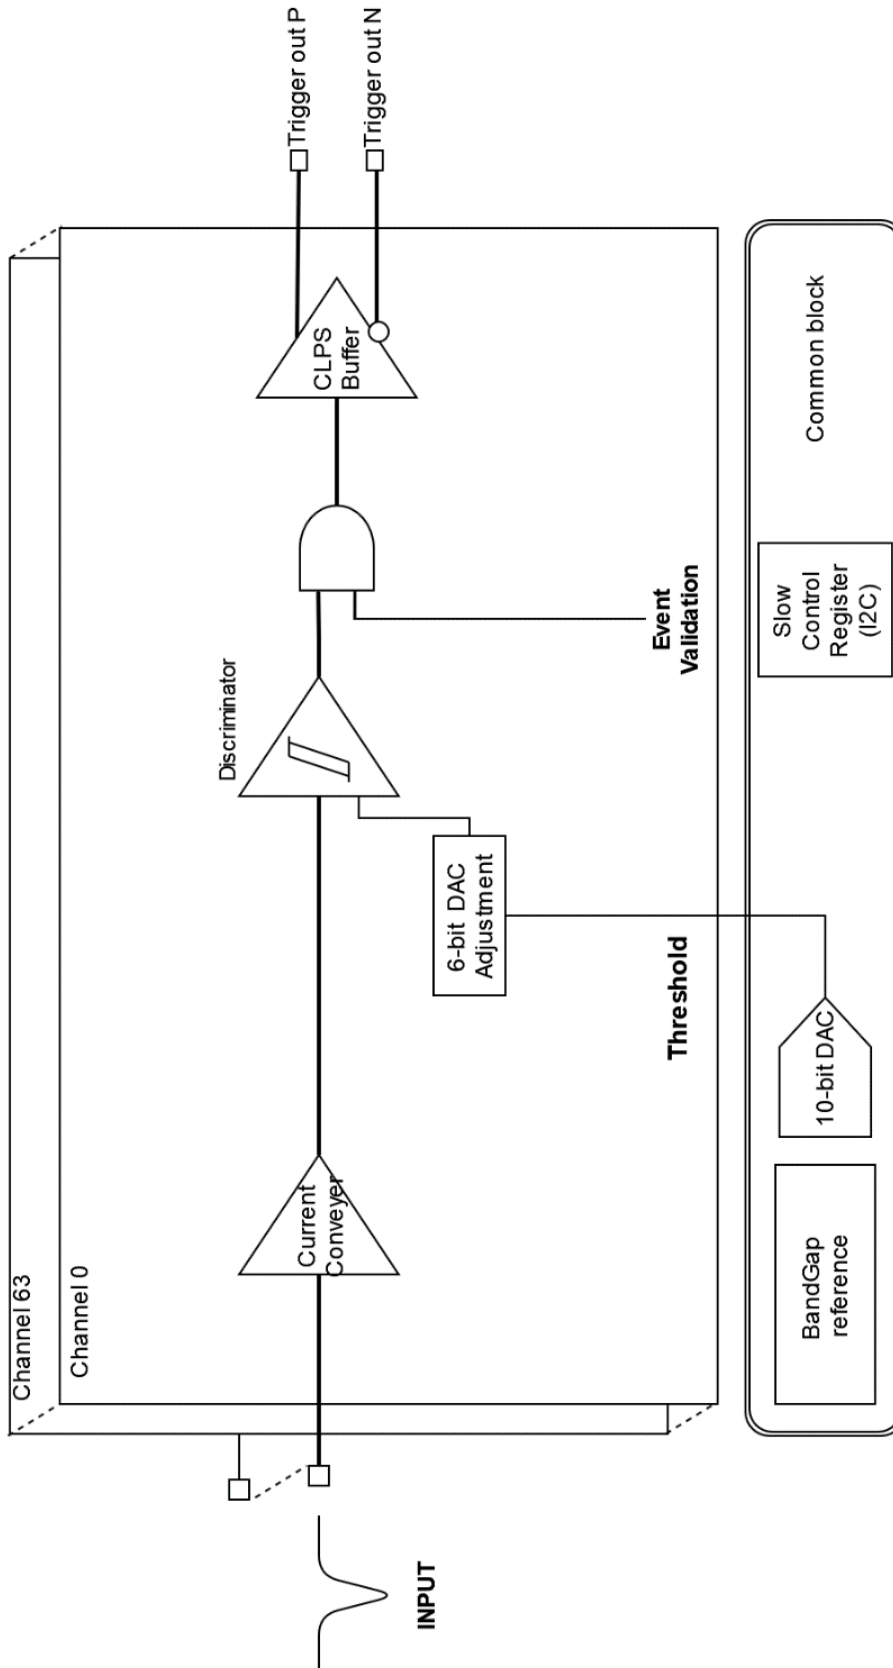 Channel 63
Channel 0
INPUT
Current
Conveyer
Discriminator
6-bit DAC
Adjustment
Threshold
Event
Validation
CLPS
Buffer
Trigger out P
Trigger out N
BandGap
reference
10-bit DAC
Slow
Control
Register
(I2C)
Common block